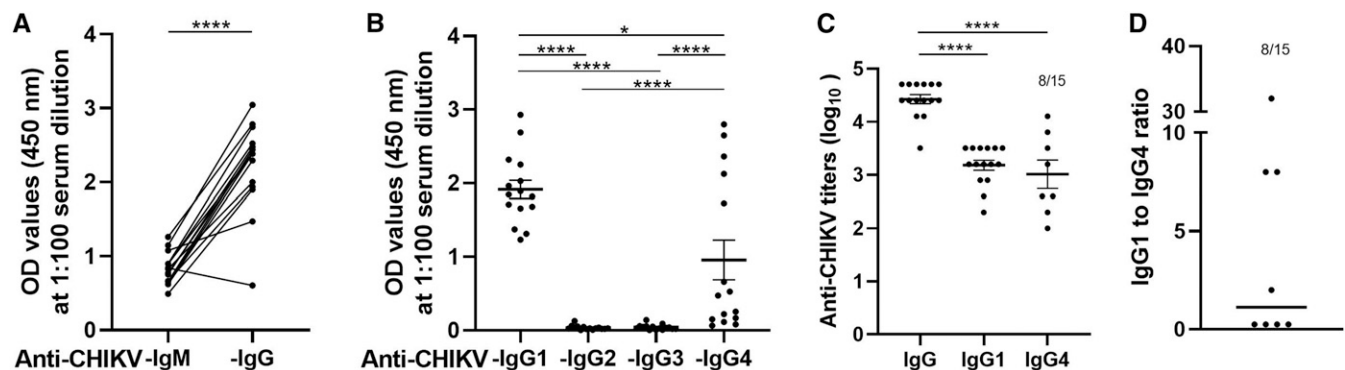 A
****
4
3
2
1
0
OD values (450 nm)
at 1:100 serum dilution
Anti-CHIKV -IgM -IgG
B
*
****
****
****
****
4
3
2
1
0
OD values (450 nm)
at 1:100 serum dilution
Anti-CHIKV -IgG1 -IgG2 -IgG3 -IgG4
C
****
****
8/15
5
4
3
2
1
0
Anti-CHIKV titers (log10 )
IgG IgG1 IgG4
D
8/15
40
30
10
5
0
IgG1 to IgG4 ratio